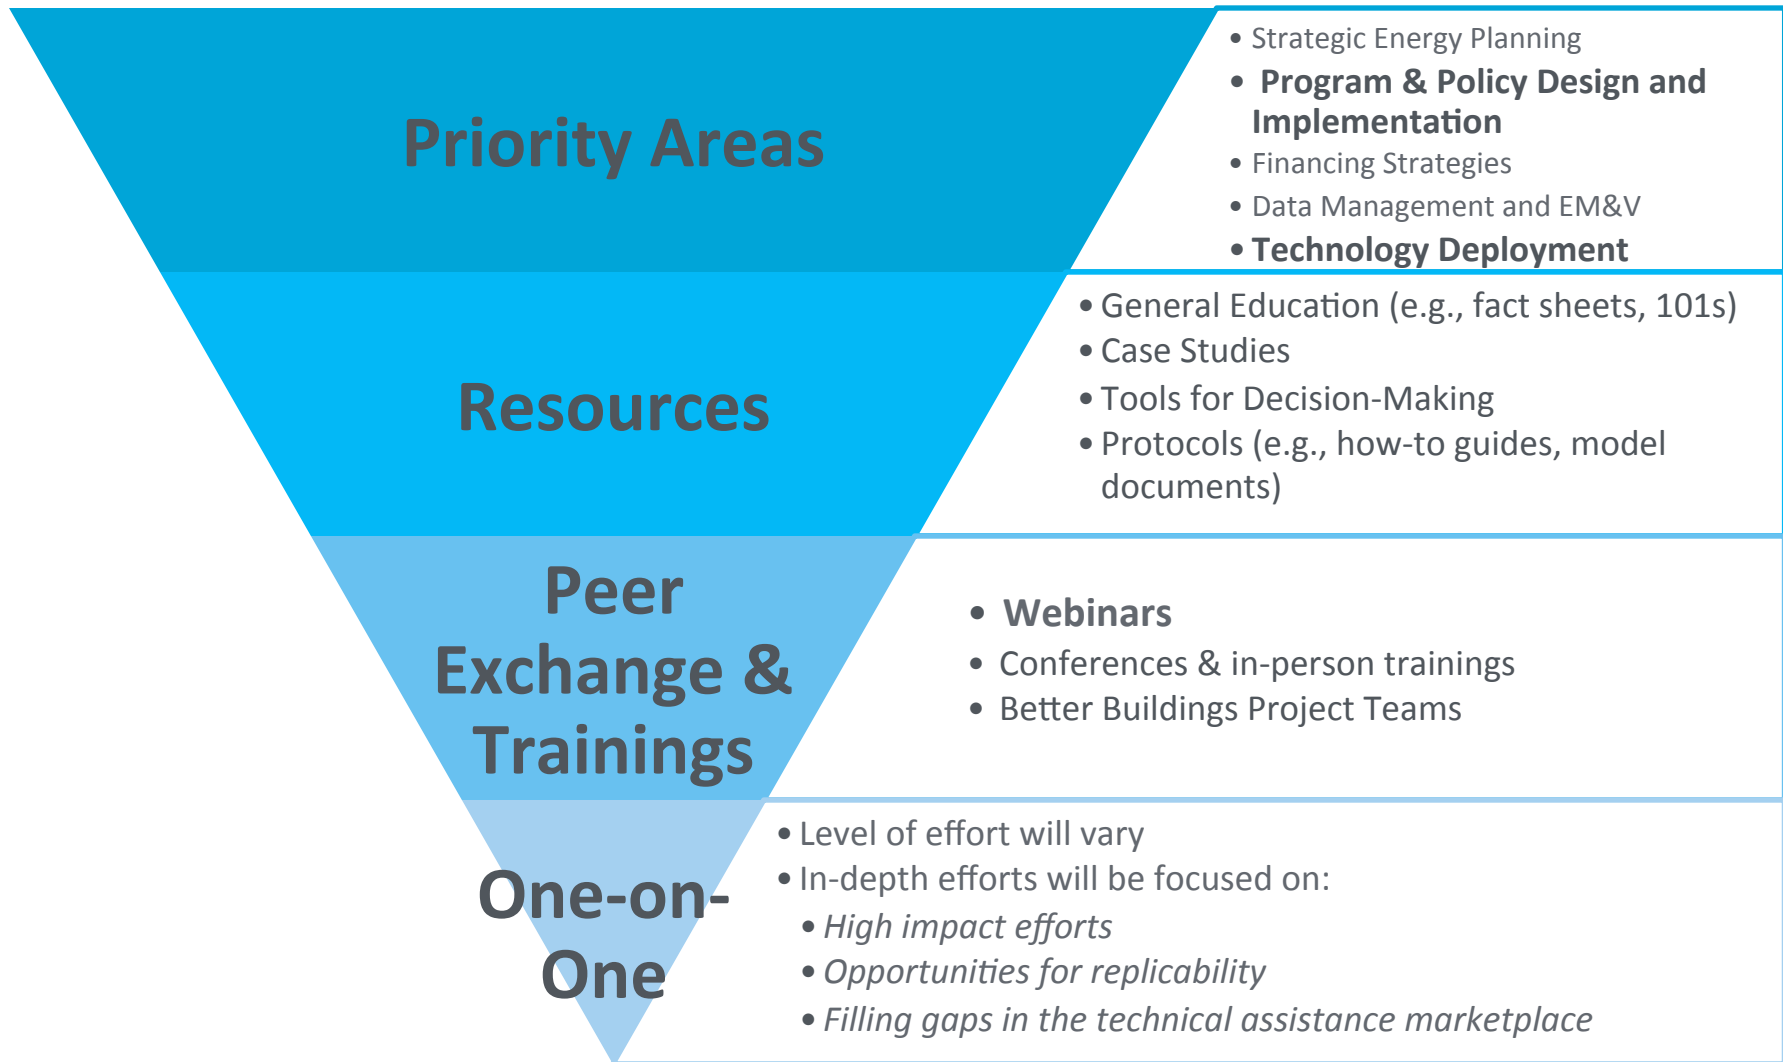 Priority Areas
• Strategic Energy Planning
• Program & Policy Design and
Implementation
• Financing Strategies
• Data Management and EM&V
• Technology Deployment
Resources
• General Education (e.g., fact sheets, 101s)
• Case Studies
• Tools for Decision-Making
• Protocols (e.g., how-to guides, model
documents)
Peer
Exchange &
Trainings
• Webinars
• Conferences & in-person trainings
• Better Buildings Project Teams
One-on-
One
• Level of effort will vary
• In-depth efforts will be focused on:
• High impact efforts
• Opportunities for replicability
• Filling gaps in the technical assistance marketplace